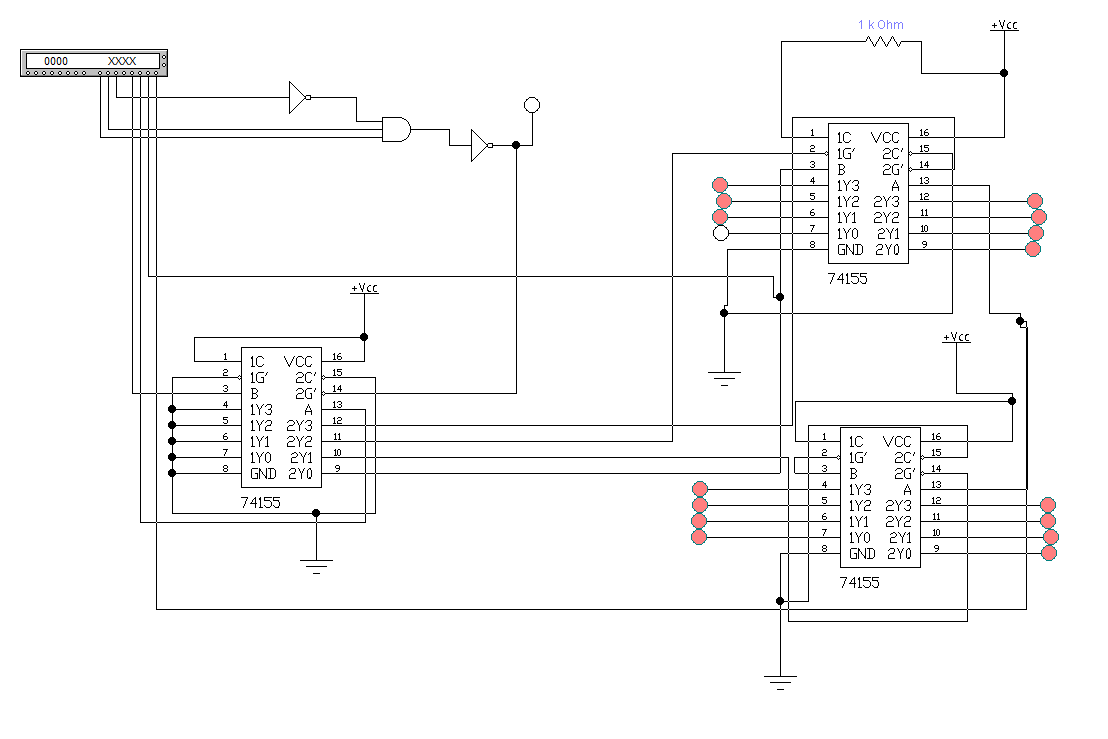 1 k Ohm
+Vcc
0000 XXXX
1 1C VCC 16
2 1G' 2C' 15
3 B 2G' 14
4 1Y3 A 13
5 1Y2 2Y3 12
6 1Y1 2Y2 11
7 1Y0 2Y1 10
8 GND 2Y0 9
74155
+Vcc
1 1C VCC 16
2 1G' 2C' 15
3 B 2G' 14
4 1Y3 A 13
5 1Y2 2Y3 12
6 1Y1 2Y2 11
7 1Y0 2Y1 10
8 GND 2Y0 9
74155
+Vcc
1 1C VCC 16
2 1G' 2C' 15
3 B 2G' 14
4 1Y3 A 13
5 1Y2 2Y3 12
6 1Y1 2Y2 11
7 1Y0 2Y1 10
8 GND 2Y0 9
74155